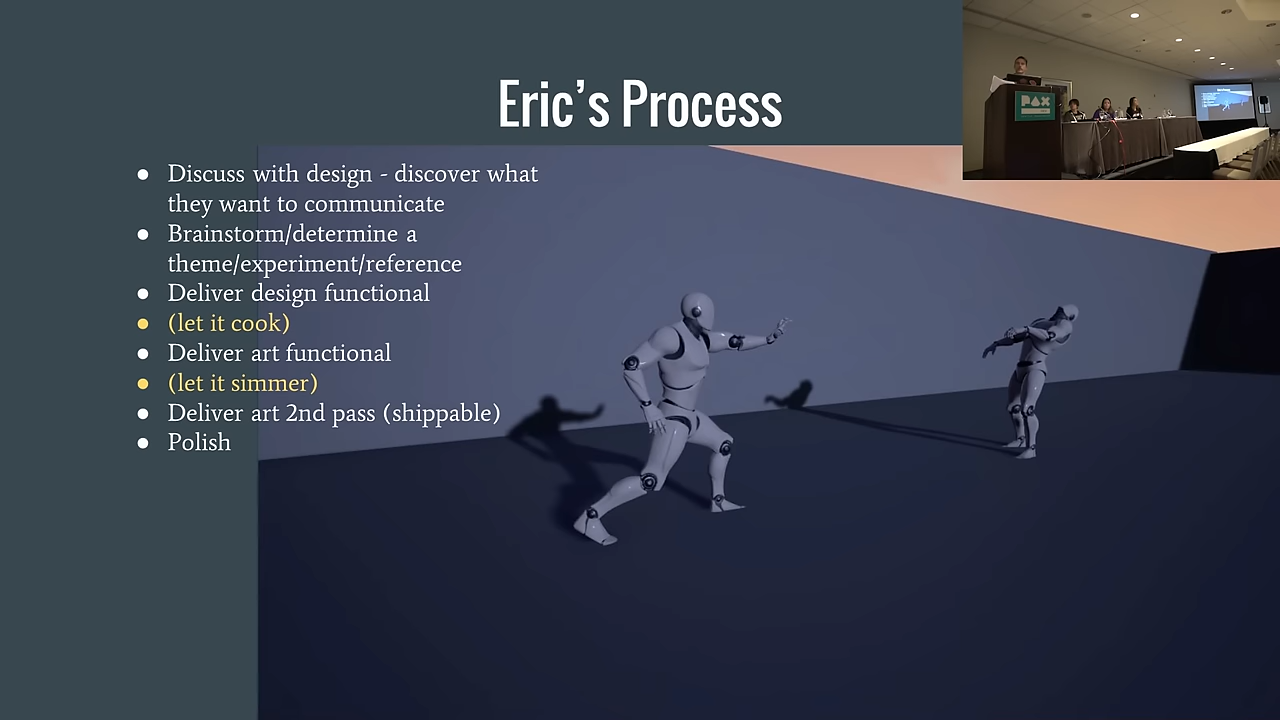 Eric's Process
● Discuss with design - discover what
they want to communicate
● Brainstorm/determine a
theme/experiment/reference
● Deliver design functional
● (let it cook)
● Deliver art functional
● (let it simmer)
● Deliver art 2nd pass (shippable)
● Polish
PAX